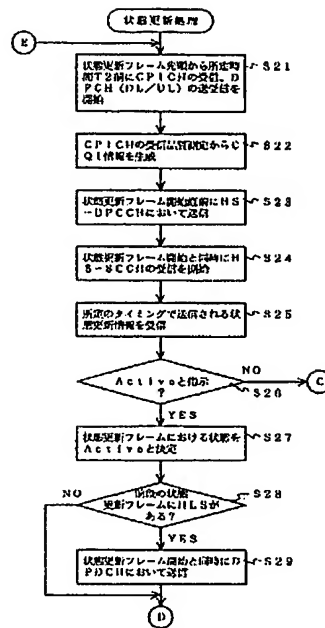 状態更新処理
E
状態更新フレーム先頭から所定時
間T2前にCPICHの受信、D
PCH（DL/UL）の送受信を
開始
S21
CPICHの受信品質測定からC
QI情報を生成
S22
状態更新フレーム開始直前にHS
-DPCCHにおいて送信
S23
状態更新フレーム開始と同時にH
S-SCCHの受信を開始
S24
所定のタイミングで送信される状
態更新情報を受信
S25
Activeと指示
?
NO
C
S26
YES
状態更新フレームにおける状態を
Activeと決定
S27
NO
前段の状態
更新フレームにHLSが
ある?
S28
YES
状態更新フレーム開始と同時にD
PDCHにおいて送信
S29
D